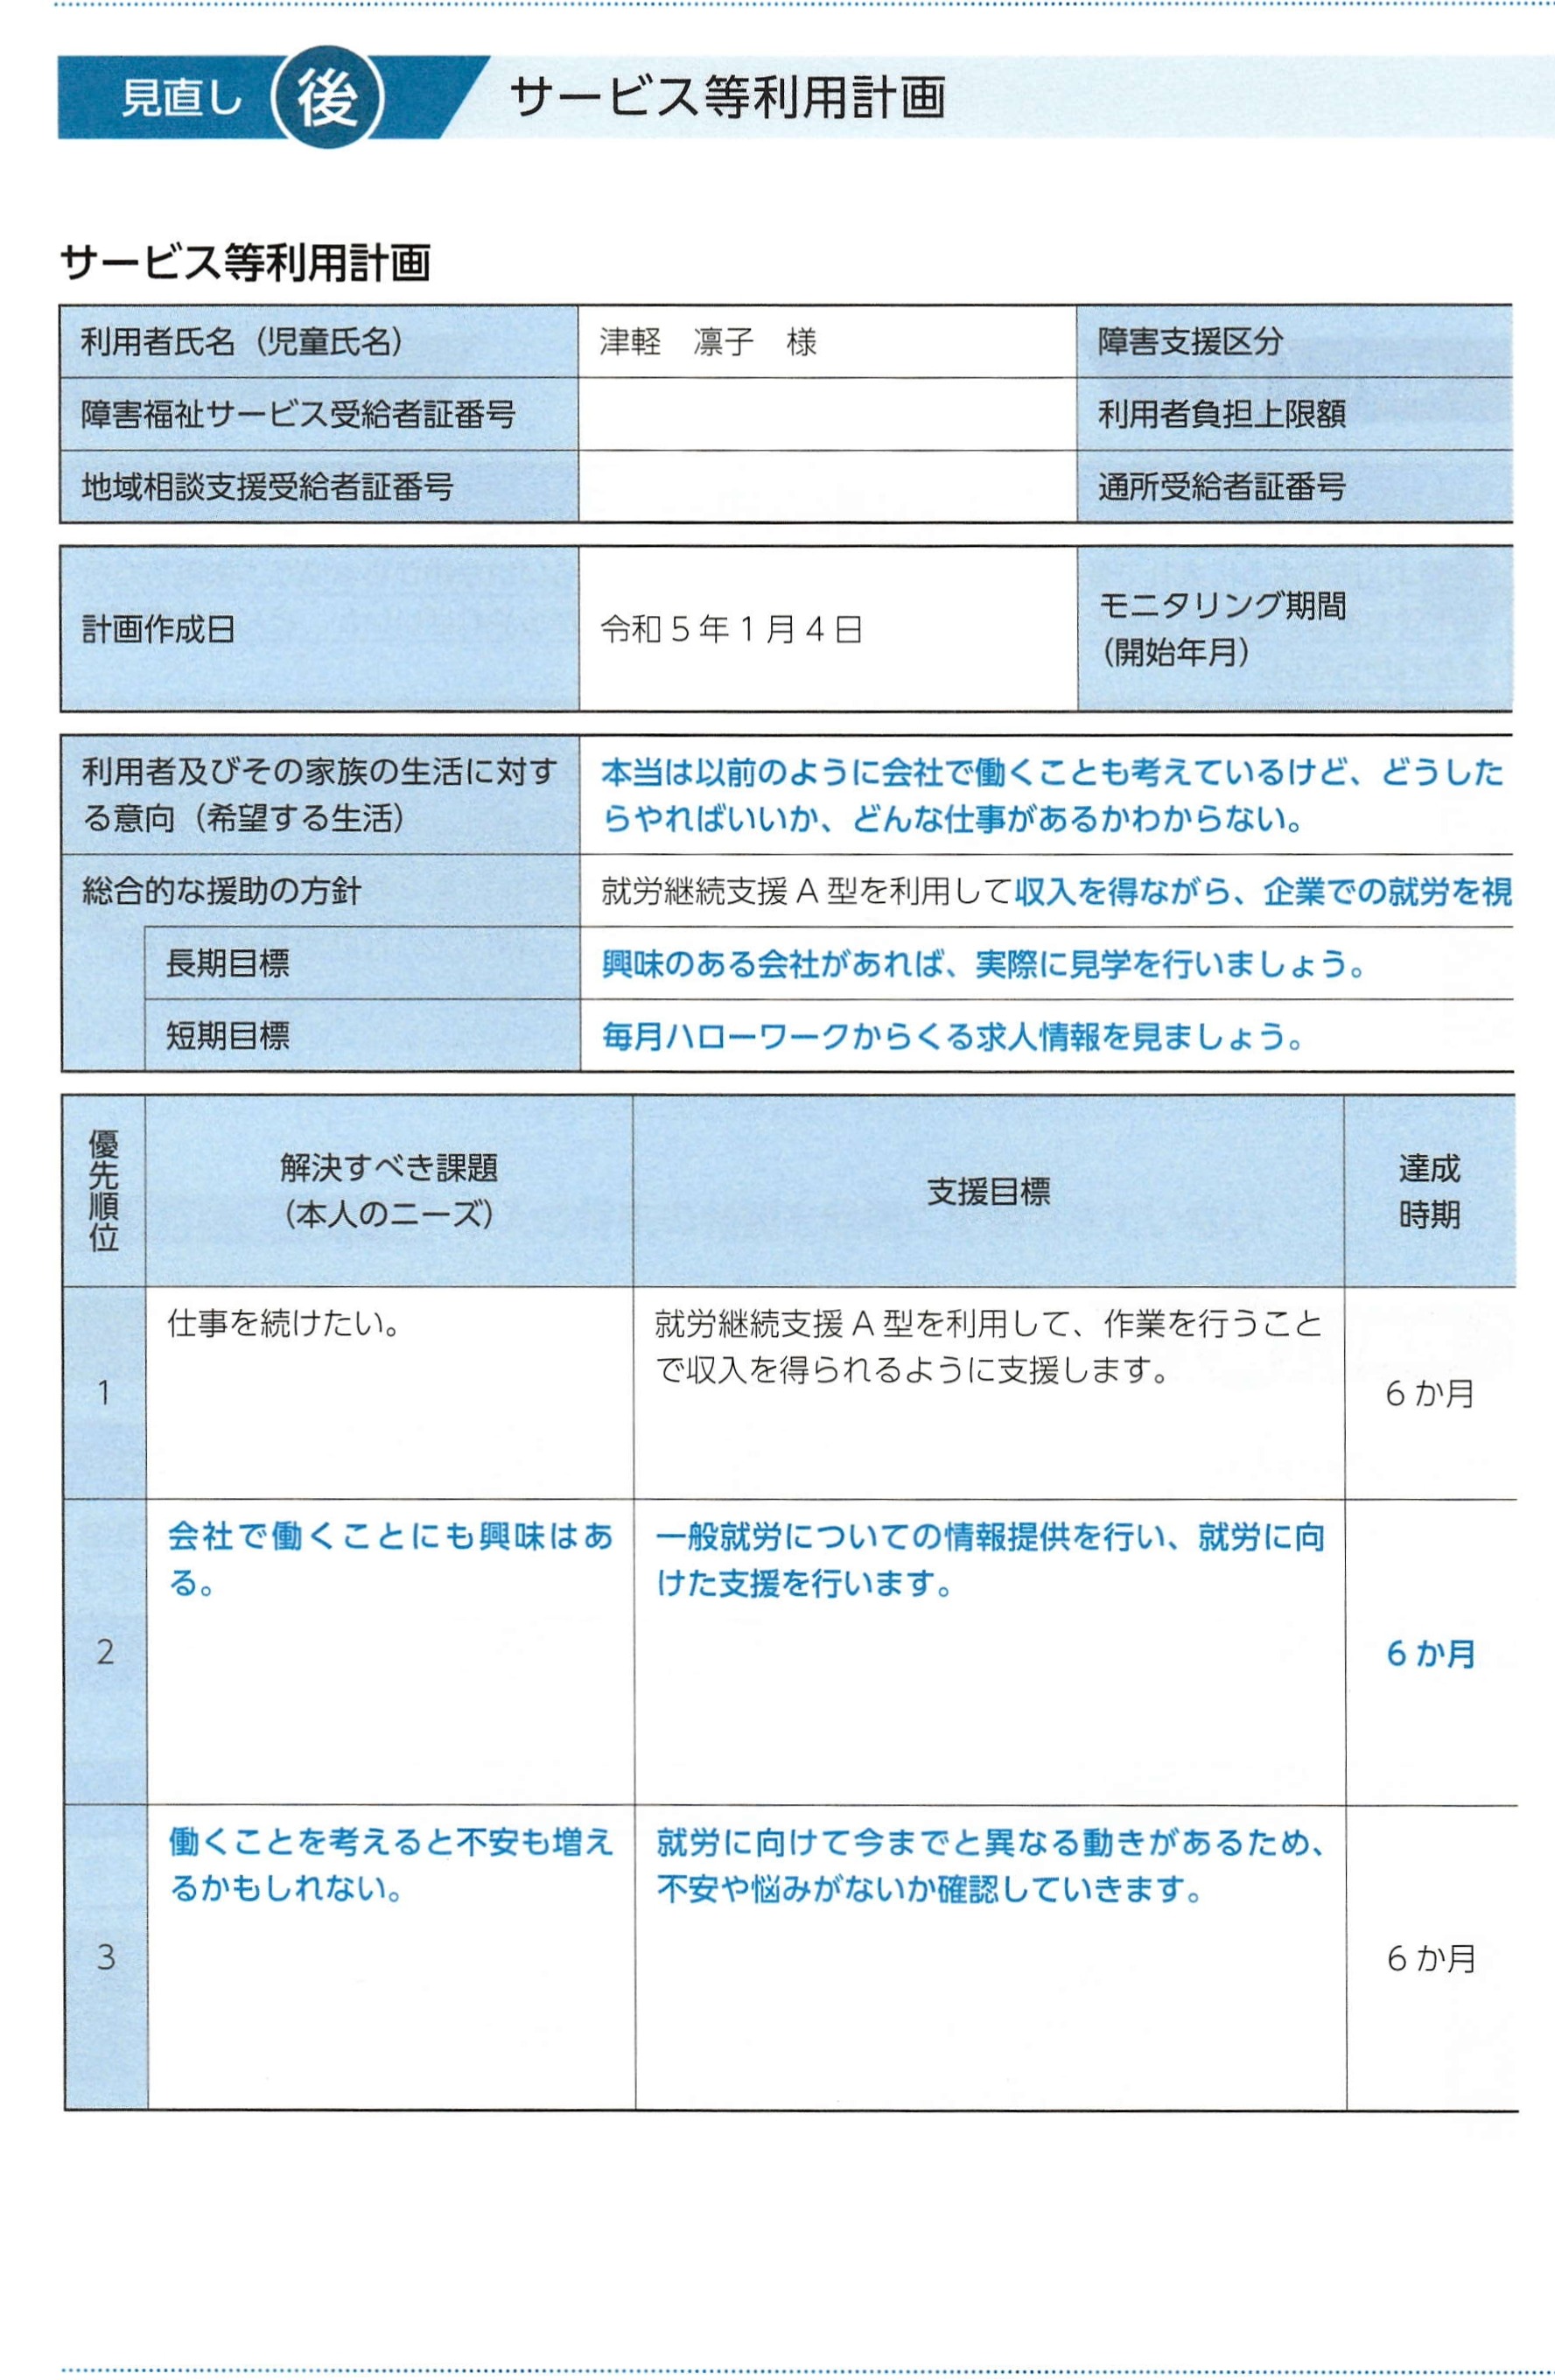 見直し 後 サービス等利用計画
サービス等利用計画
利用者氏名（児童氏名） 津軽 凛子 様 障害支援区分
障害福祉サービス受給者証番号 利用者負担上限額
地域相談支援受給者証番号 通所受給者証番号
計画作成日 令和5年1月4日 モニタリング期間
（開始年月）
利用者及びその家族の生活に対す
る意向（希望する生活）
本当は以前のように会社で働くことも考えているけど、どうした
らやればいいか、どんな仕事があるかわからない。
総合的な援助の方針 就労継続支援A型を利用して収入を得ながら、企業での就労を視
長期目標 興味のある会社があれば、実際に見学を行いましょう。
短期目標 毎月ハローワークからくる求人情報を見ましょう。
優先順位
解決すべき課題
（本人のニーズ）
支援目標
達成
時期
1
仕事を続けたい。
就労継続支援A型を利用して、作業を行うこと
で収入を得られるように支援します。
6か月
2
会社で働くことにも興味はあ
る。
一般就労についての情報提供を行い、就労に向
けた支援を行います。
6か月
3
働くことを考えると不安も増え
るかもしれない。
就労に向けて今までと異なる動きがあるため、
不安や悩みがないか確認していきます。
6か月